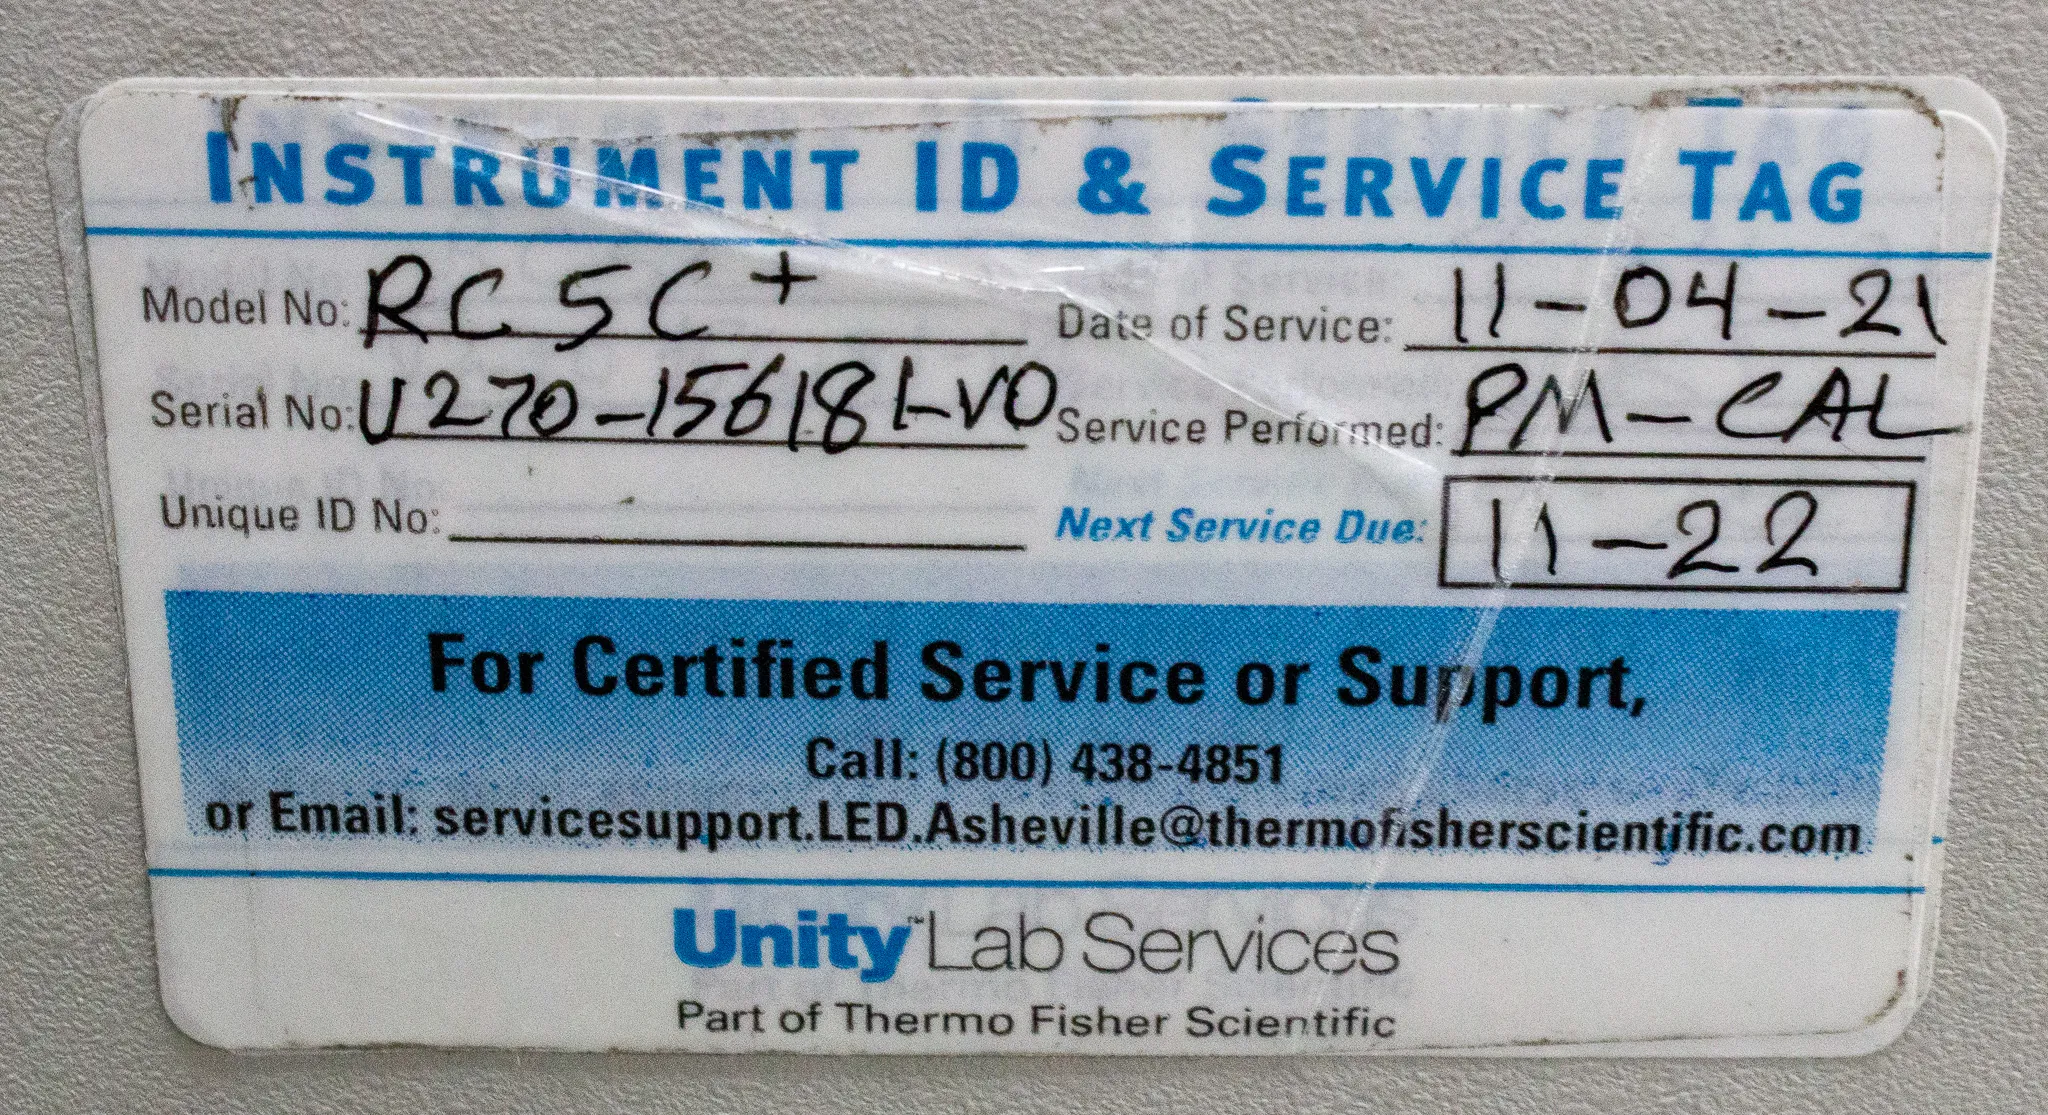 INSTRUMENT ID & SERVICE TAG
Model No: RC5C+ Date of Service: 11-04-21
Serial No: U270-156181-VO Service Performed: PM-CAL
Unique ID No: Next Service Due: 11-22
For Certified Service or Support,
Call: (800) 438-4851
or Email: servicesupport.LED.Asheville@thermofisherscientific.com
Unity™ Lab Services
Part of Thermo Fisher Scientific